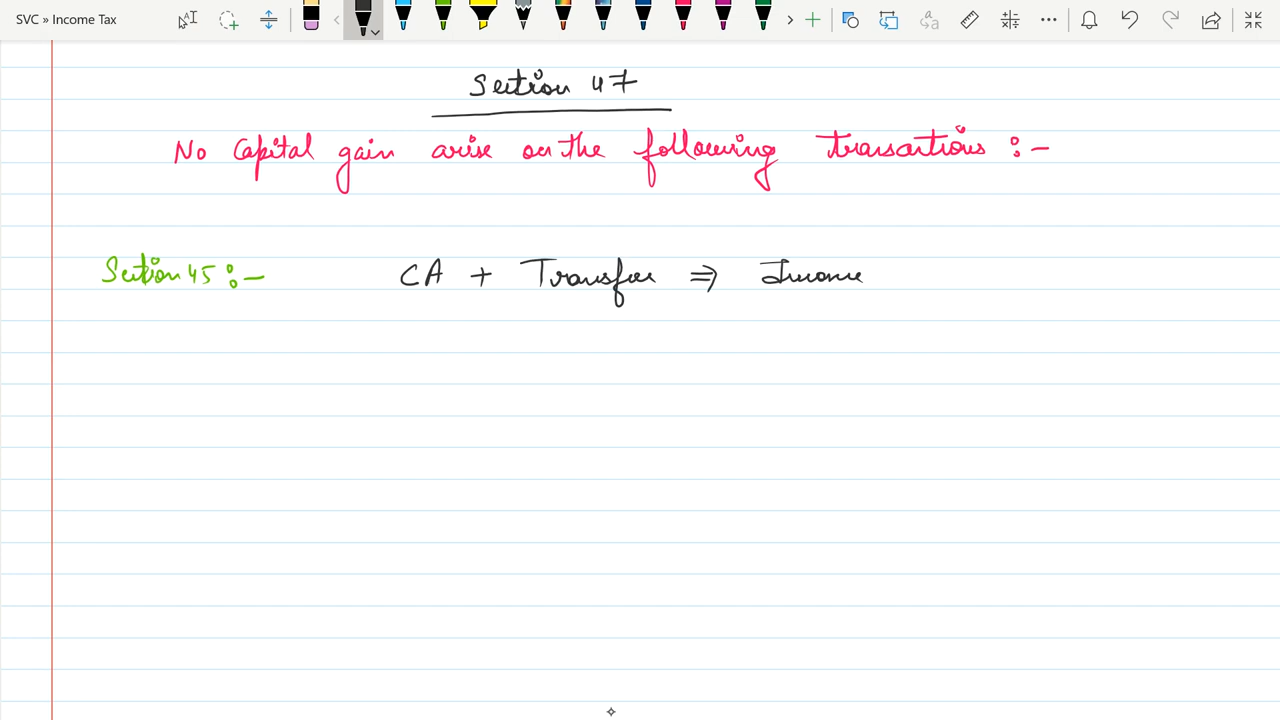 SVC » Income Tax
Section 47
No Capital gain arise on the following transactions :-
Section 45 :- CA + Transfer ⇒ Income